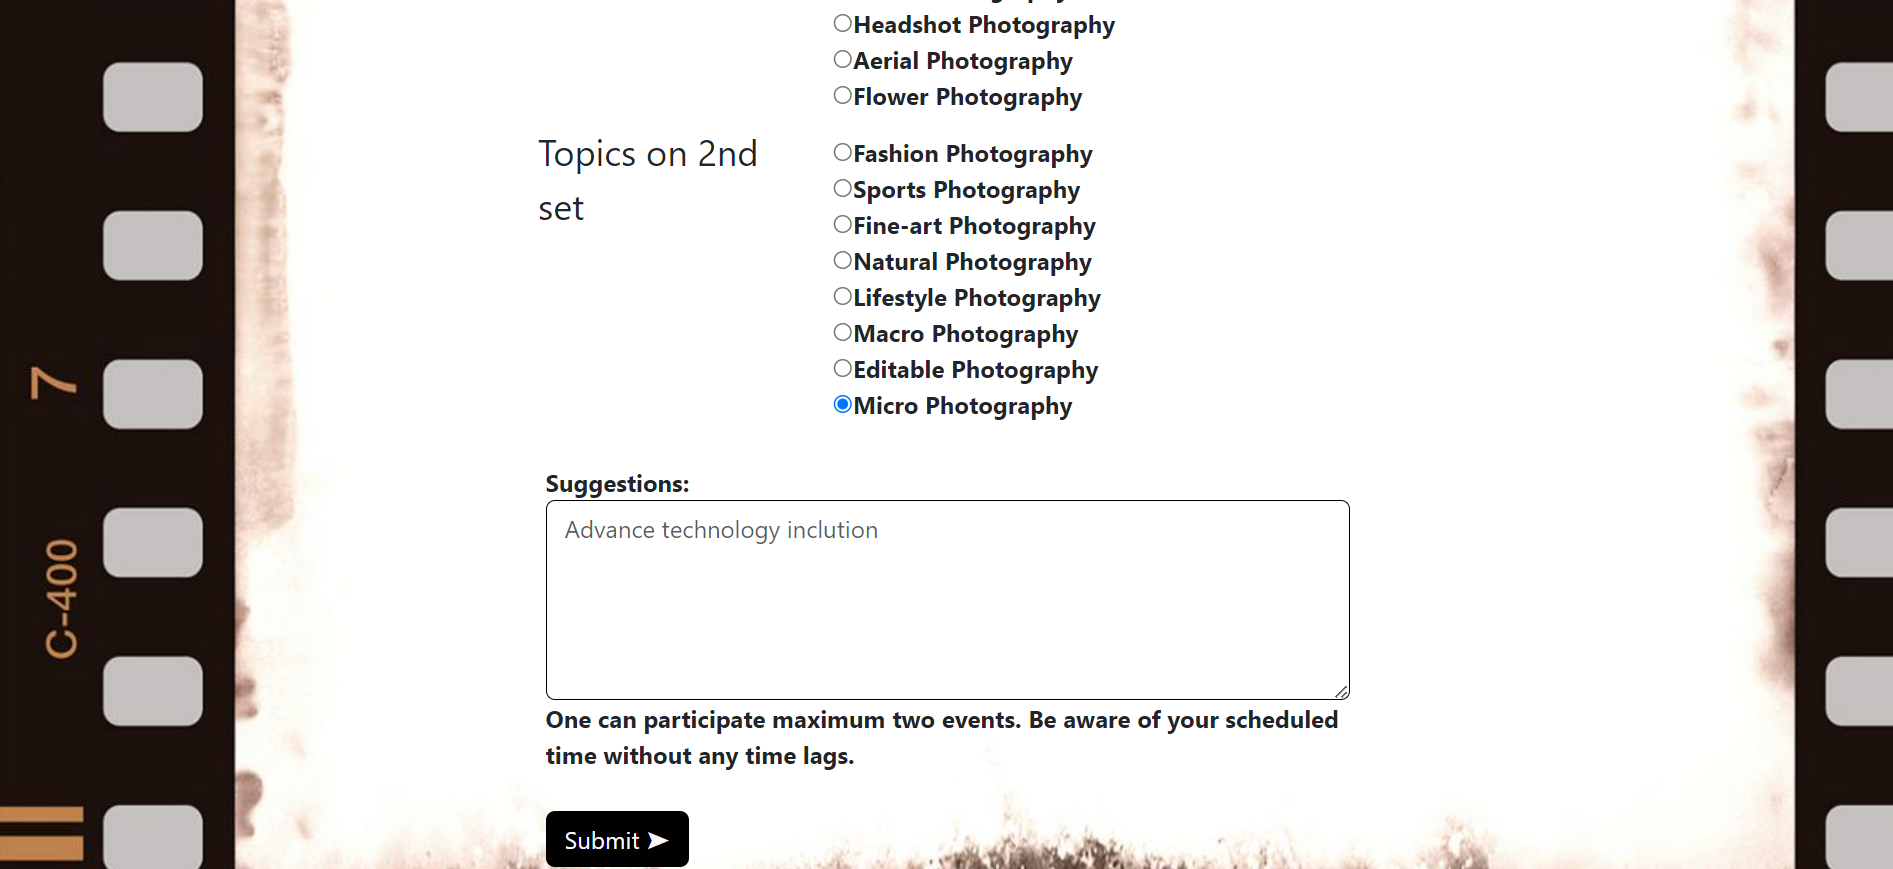 Headshot Photography
Aerial Photography
Flower Photography
Topics on 2nd
set
Fashion Photography
Sports Photography
Fine-art Photography
Natural Photography
Lifestyle Photography
Macro Photography
Editable Photography
Micro Photography
Suggestions:
Advance technology inclution
One can participate maximum two events. Be aware of your scheduled
time without any time lags.
Submit ➤
7
C-400